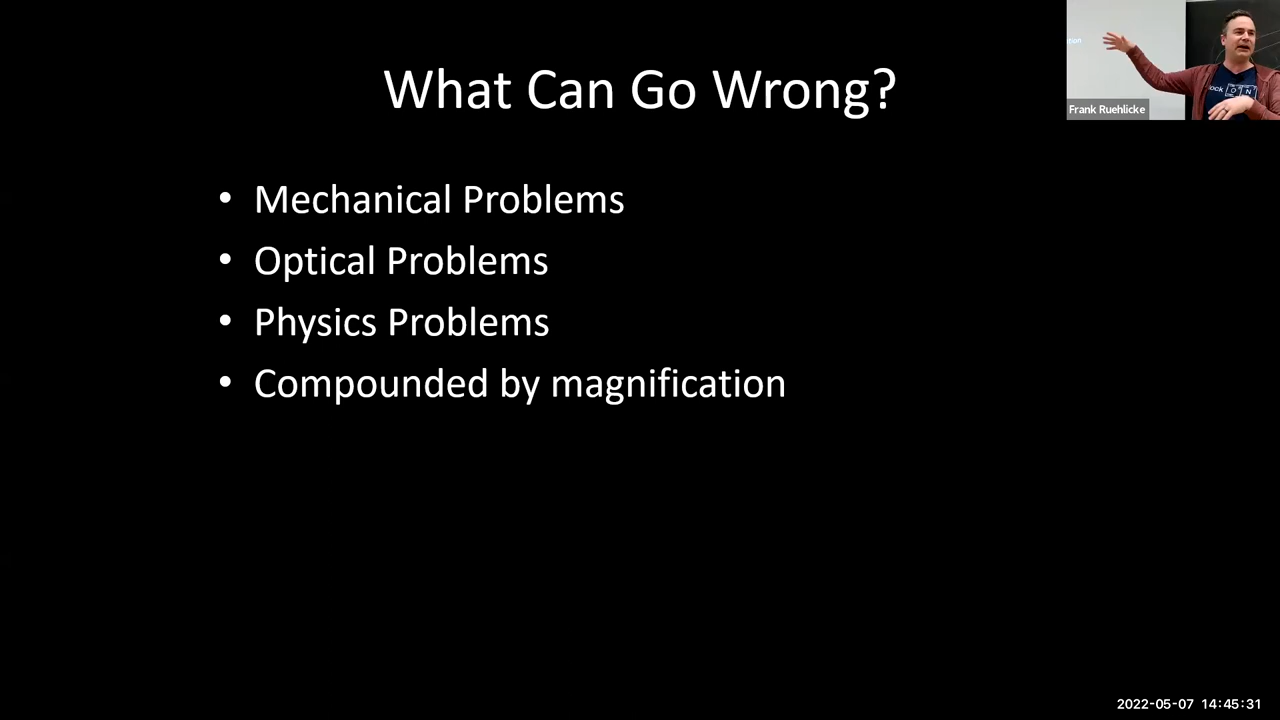 What Can Go Wrong?
• Mechanical Problems
• Optical Problems
• Physics Problems
• Compounded by magnification
Frank Ruehlicke
2022-05-07 14:45:31